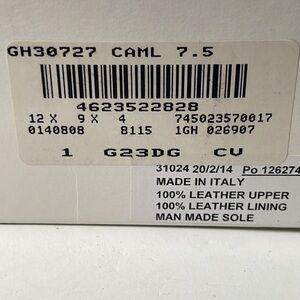 GH30727 CAML 7.5
4623522828
12 X 9 X 4 745023570017
0140808 8115 1GH 026907
1 G23DG CV
31024 20/2/14 Po 126274
MADE IN ITALY
100% LEATHER UPPER
100% LEATHER LINING
MAN MADE SOLE